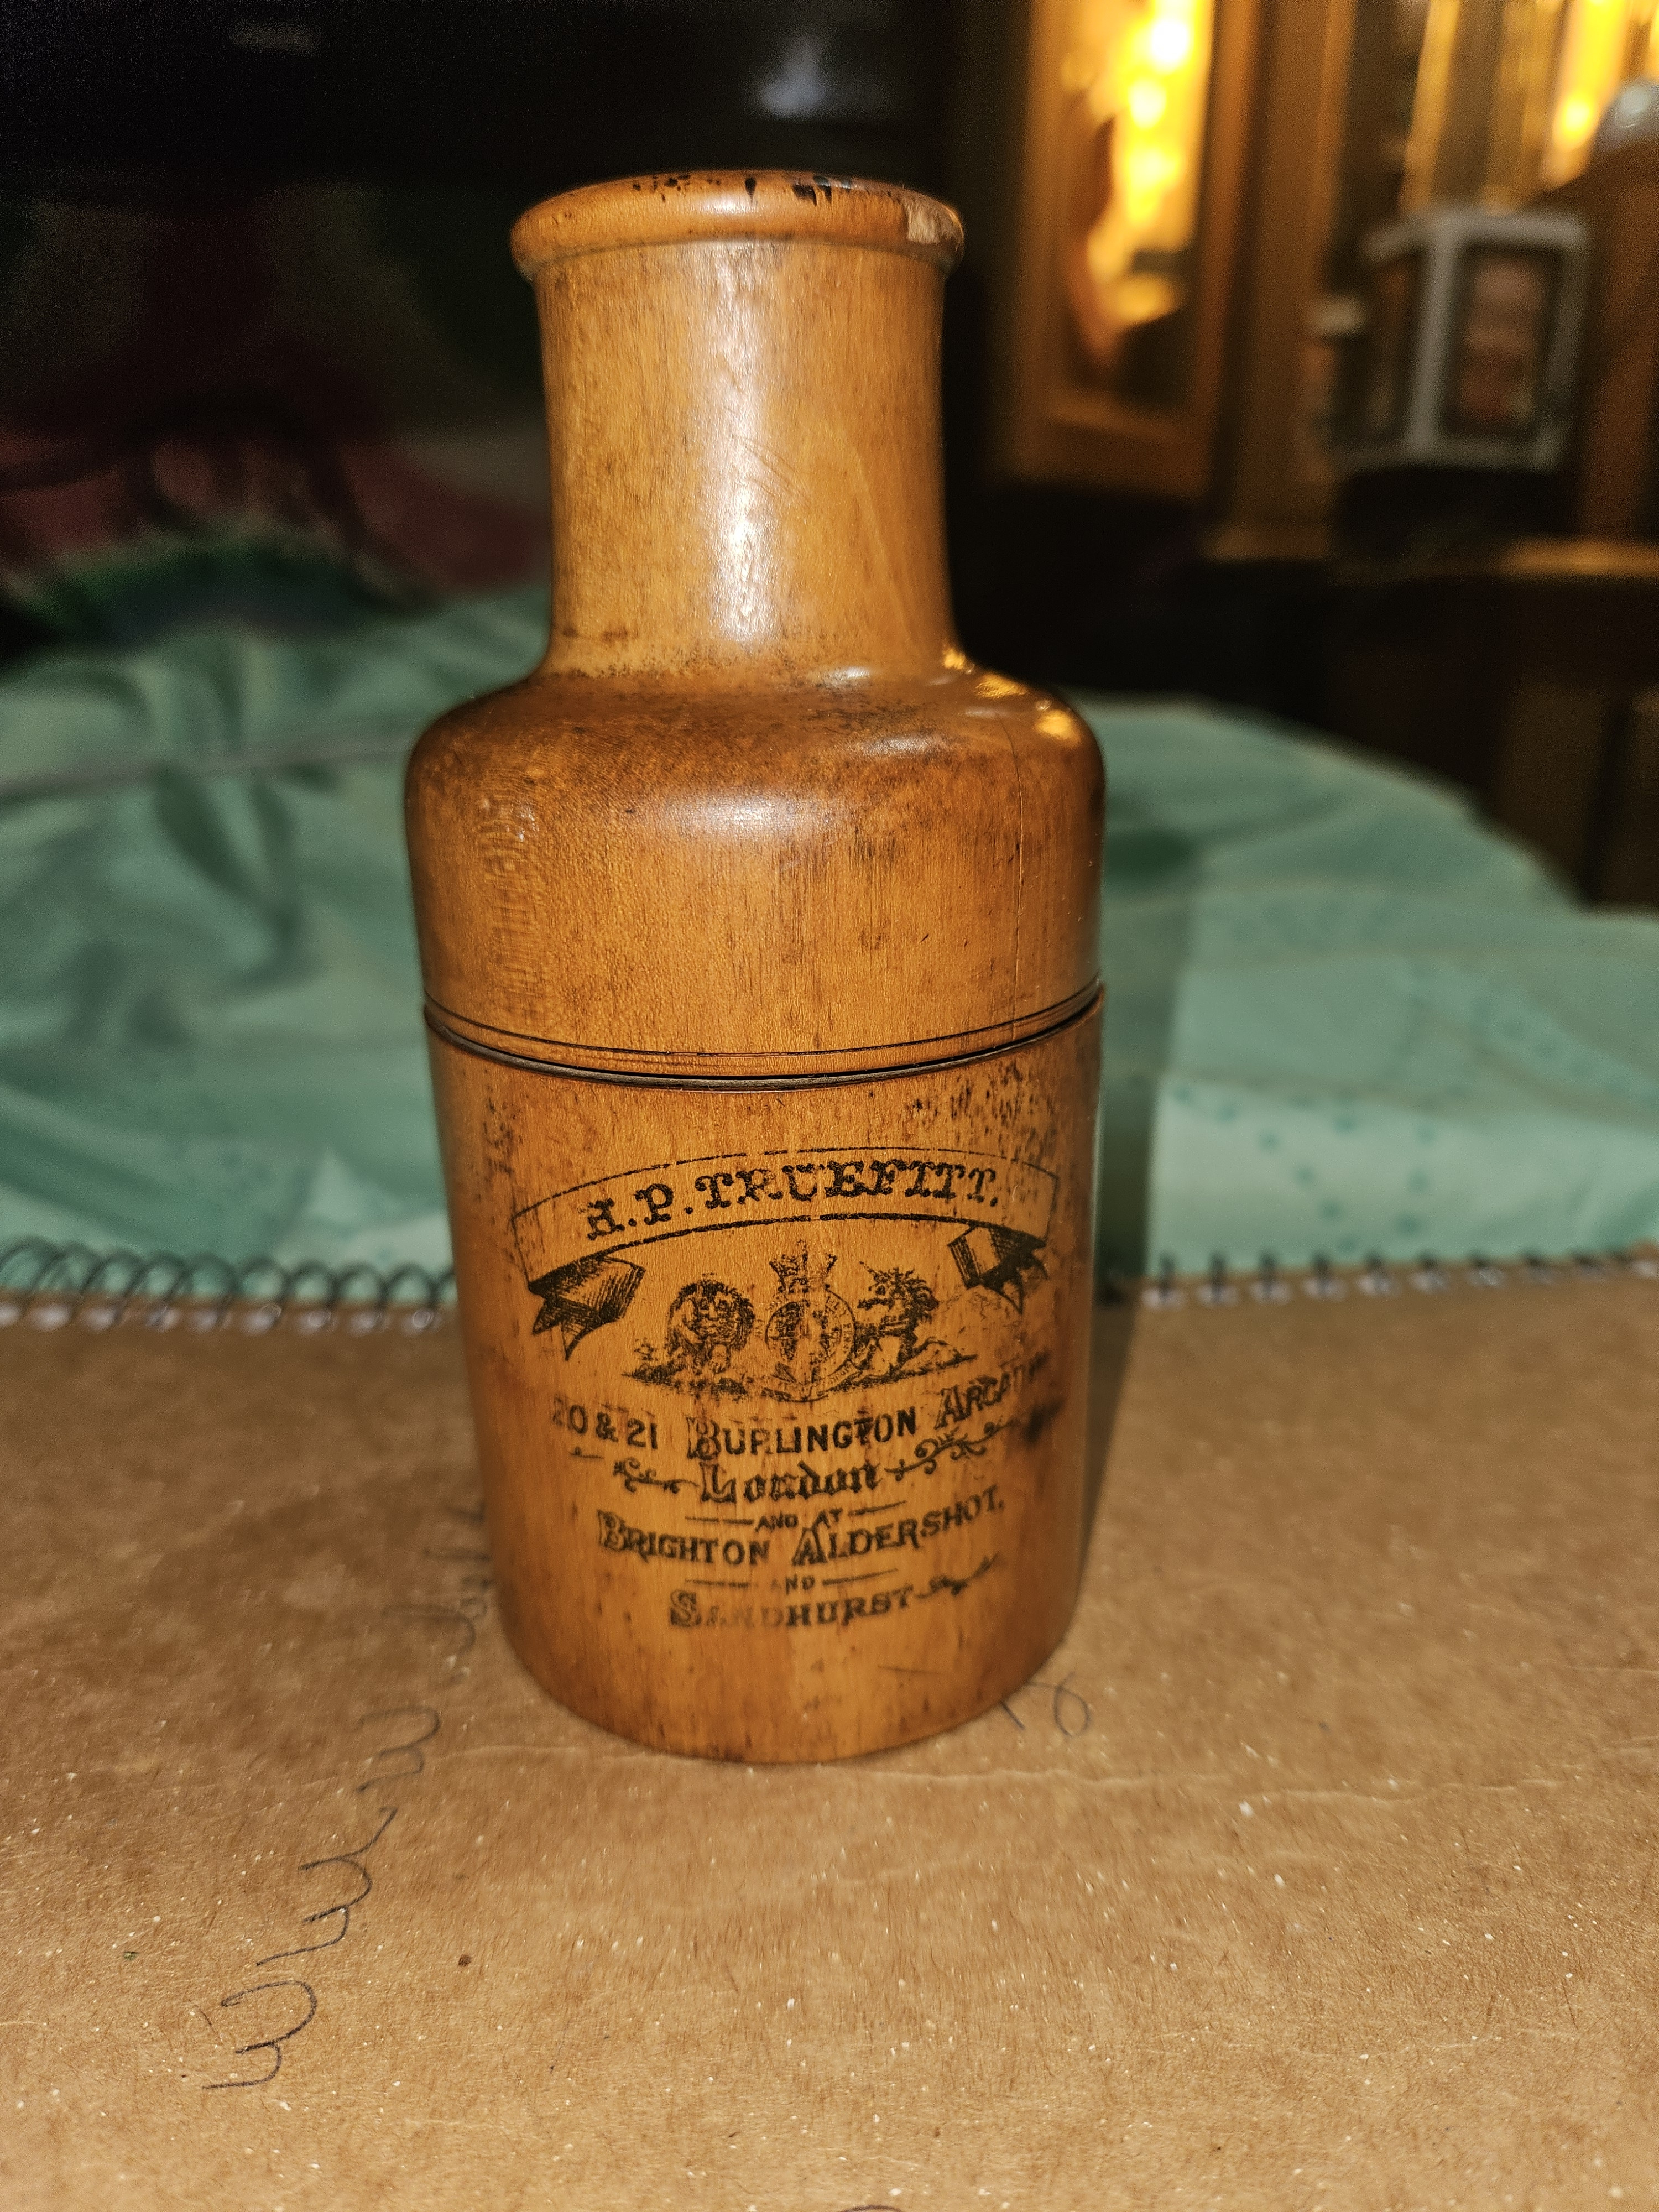 H.P. TRUEFITT.
20 & 21 BURLINGTON ARCADE
London
AND AT
BRIGHTON ALDERSHOT,
AND
SANDHURST